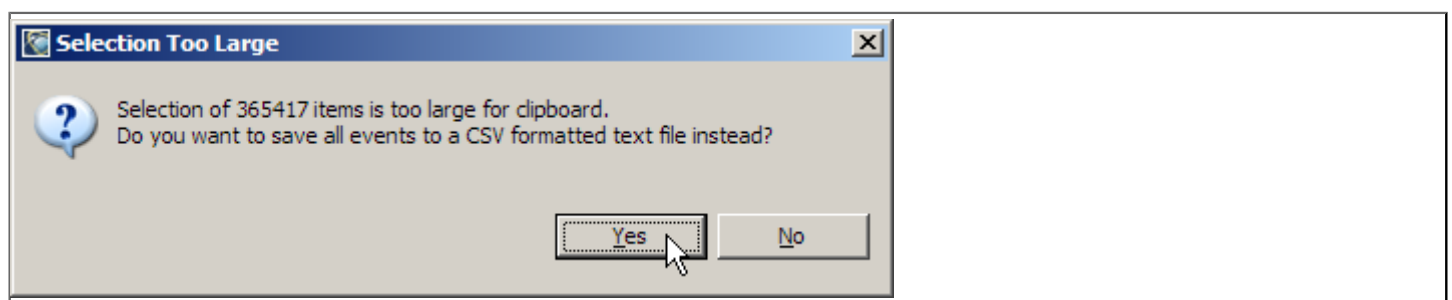 Selection Too Large
Selection of 365417 items is too large for clipboard.
Do you want to save all events to a CSV formatted text file instead?
Yes
No